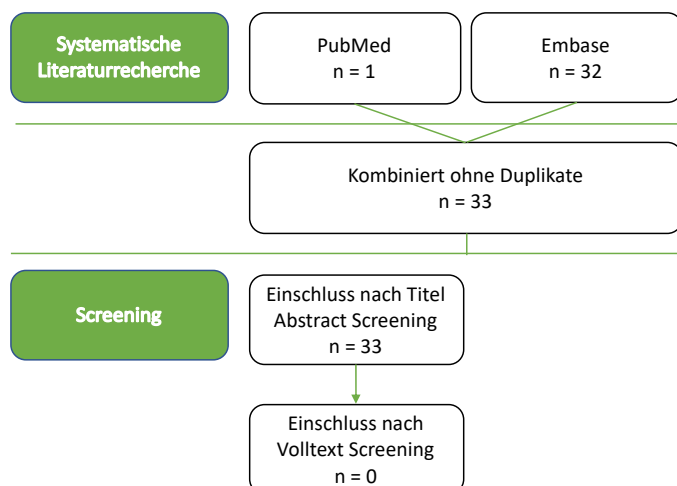 Systematische
Literaturrecherche
PubMed
n = 1
Embase
n = 32
Kombiniert ohne Duplikate
n = 33
Screening
Einschluss nach Titel
Abstract Screening
n = 33
Einschluss nach
Volltext Screening
n = 0